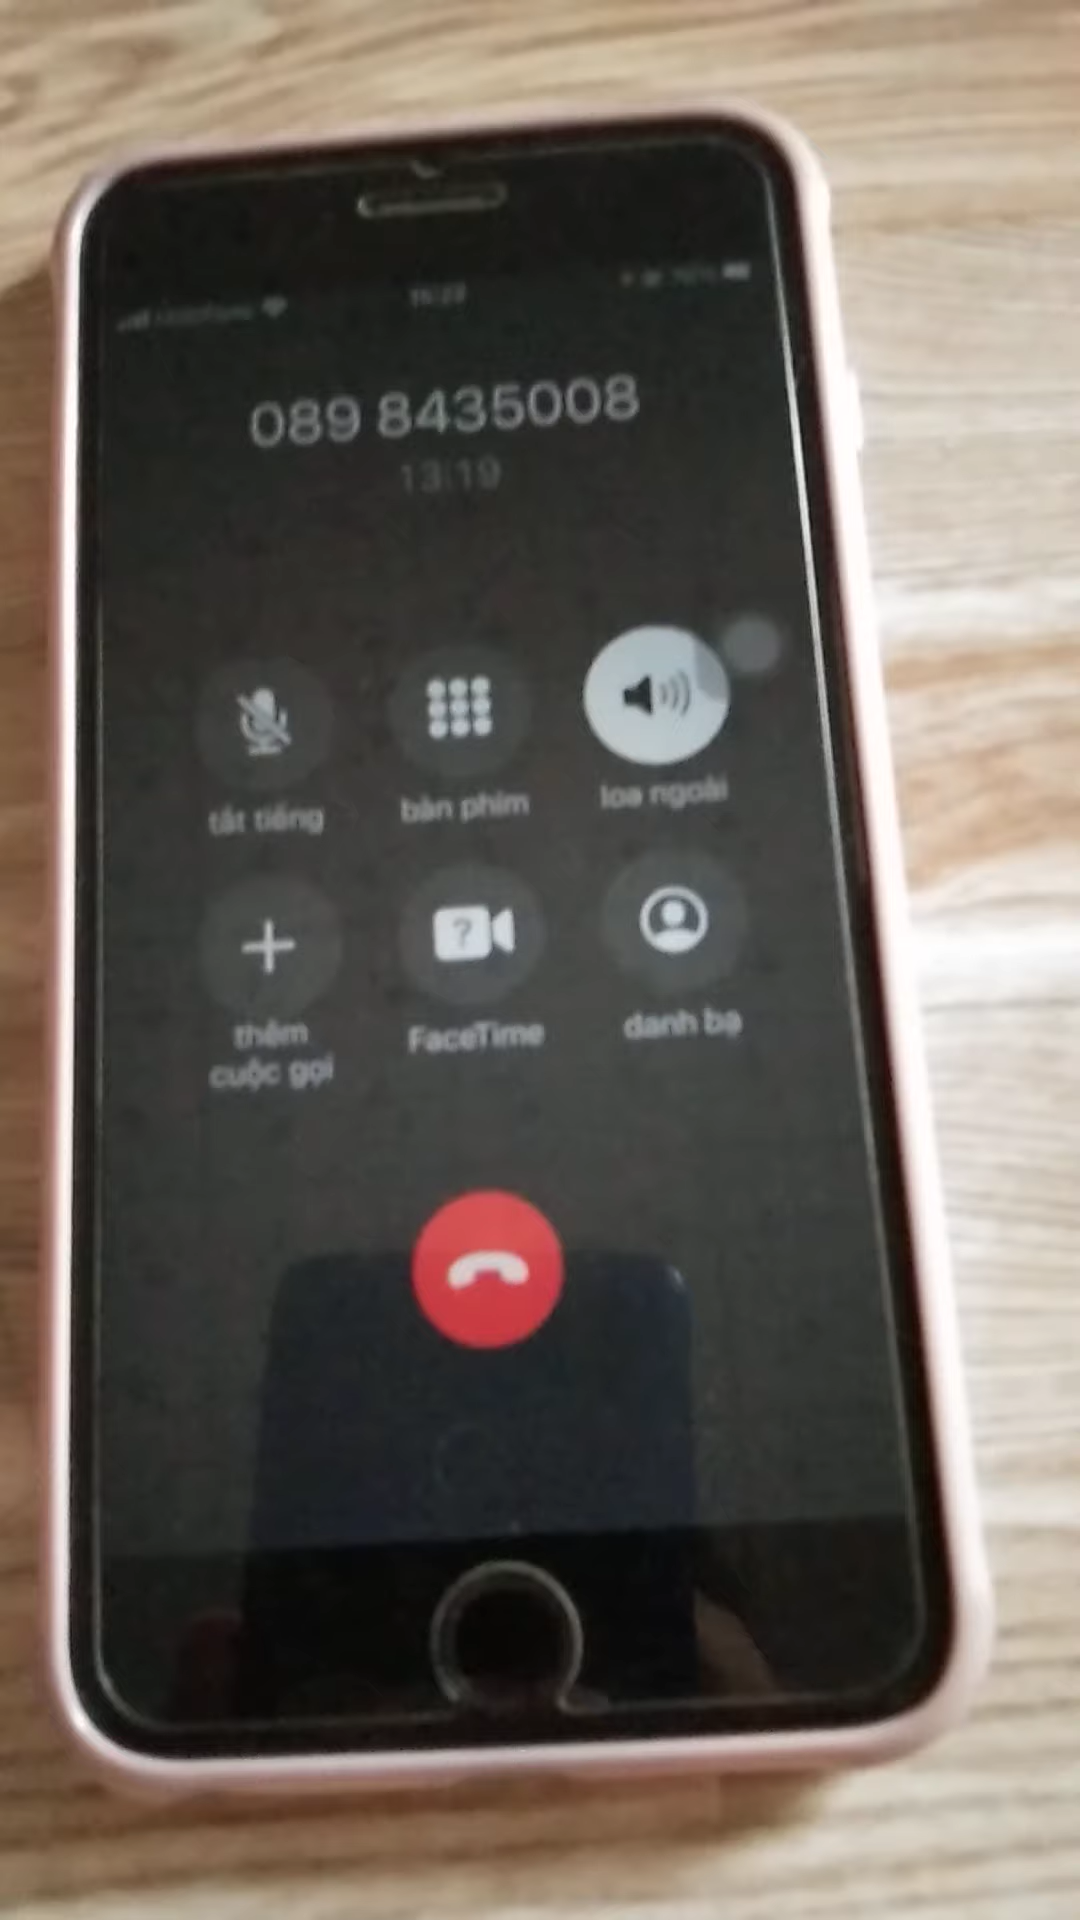 089 8435008
13:19
tắt tiếng
bàn phím
loa ngoài
?
thêm
cuộc gọi
FaceTime
danh bạ